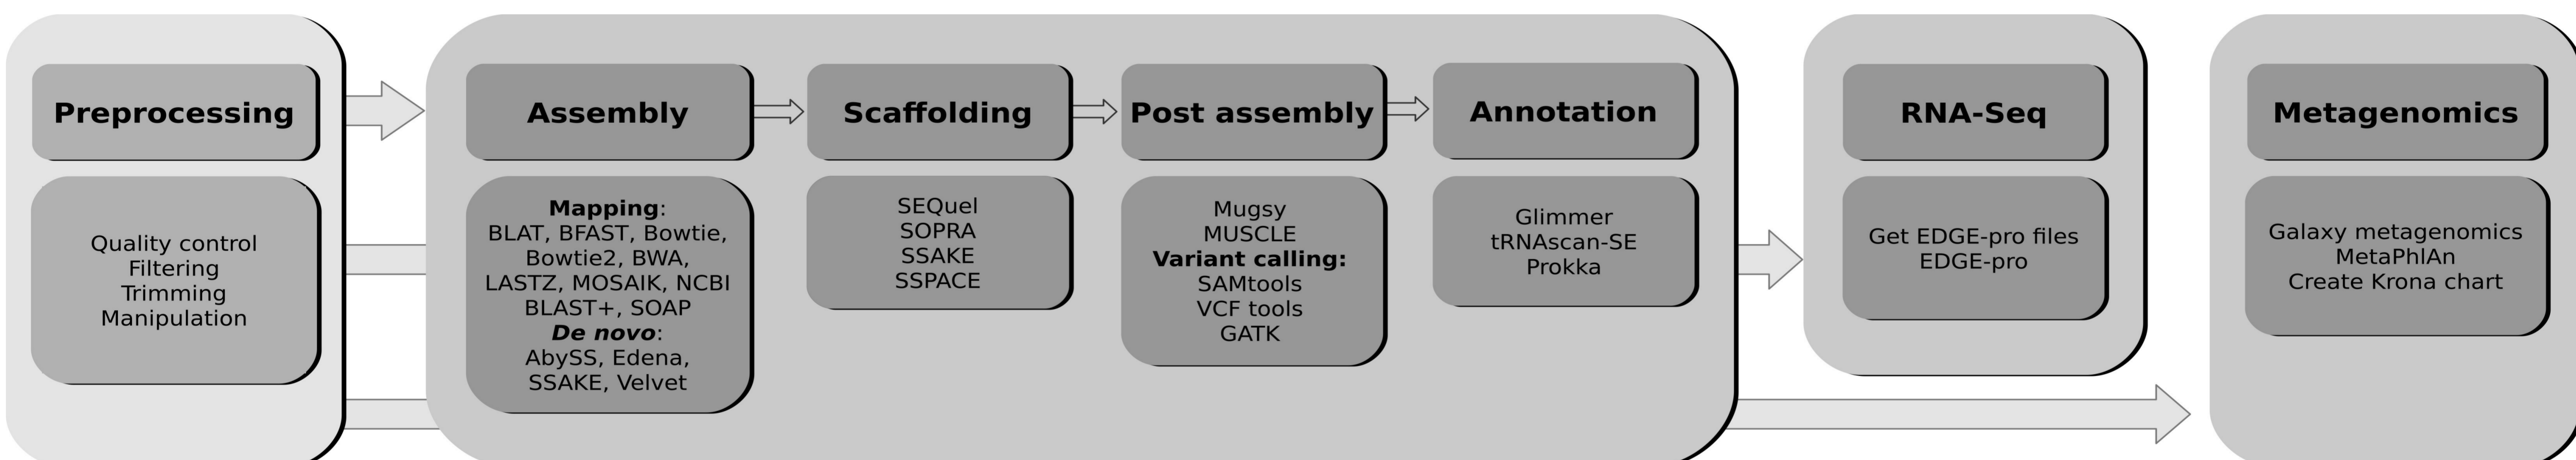 Preprocessing
Quality control
Filtering
Trimming
Manipulation
Assembly
Mapping:
BLAT, BFAST, Bowtie,
Bowtie2, BWA,
LASTZ, MOSAIK, NCBI
BLAST+, SOAP
De novo:
AbySS, Edena,
SSAKE, Velvet
Scaffolding
SEQuel
SOPRA
SSAKE
SSPACE
Post assembly
Mugsy
MUSCLE
Variant calling:
SAMtools
VCF tools
GATK
Annotation
Glimmer
tRNAscan-SE
Prokka
RNA-Seq
Get EDGE-pro files
EDGE-pro
Metagenomics
Galaxy metagenomics
MetaPhlAn
Create Krona chart